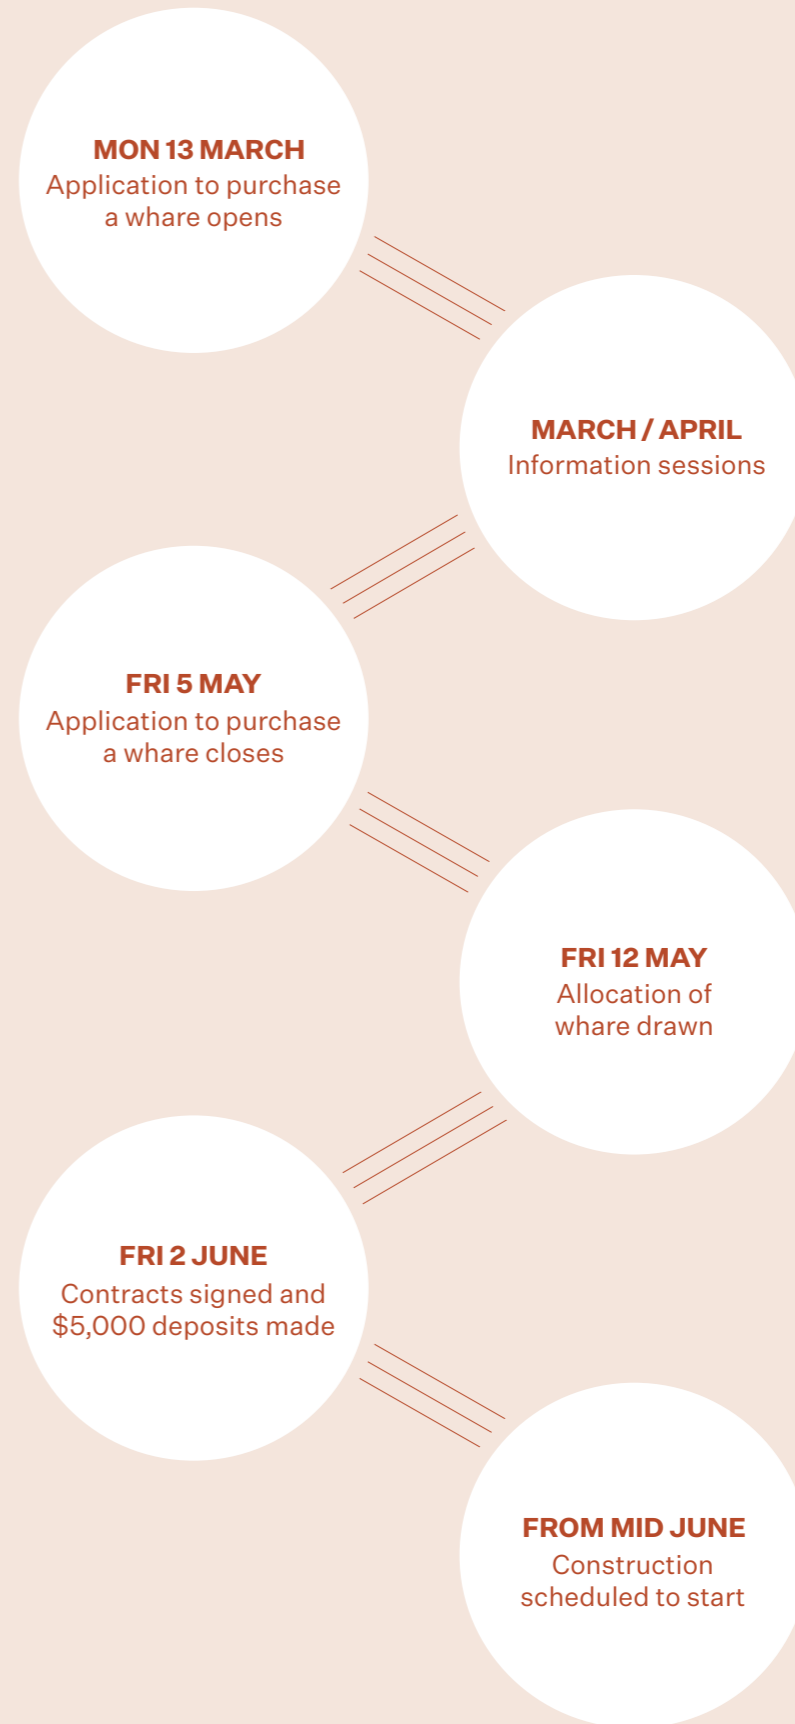 MON 13 MARCH
Application to purchase
a whare opens
MARCH / APRIL
Information sessions
FRI 5 MAY
Application to purchase
a whare closes
FRI 12 MAY
Allocation of
whare drawn
FRI 2 JUNE
Contracts signed and
$5,000 deposits made
FROM MID JUNE
Construction
scheduled to start